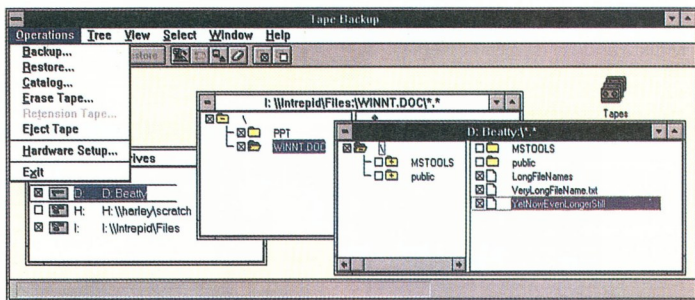 Tape Backup
Operations Tree View Select Window Help
Backup...
Restore...
Catalog...
Erase Tape...
Retension Tape...
Eject Tape
Hardware Setup...
Exit
estore
Tapes
I: \\Intrepid\Files:\WINNT.DOC\*.*
\
PPT
WINNT.DOC
D: Beatty:\*.*
\
MSTOOLS
public
MSTOOLS
public
LongFileNames
VeryLongFileName.txt
YetNowEvenLongerStill
rives
D: D: Beatty
H: H: \\harley\scratch
I: I: \\Intrepid\Files